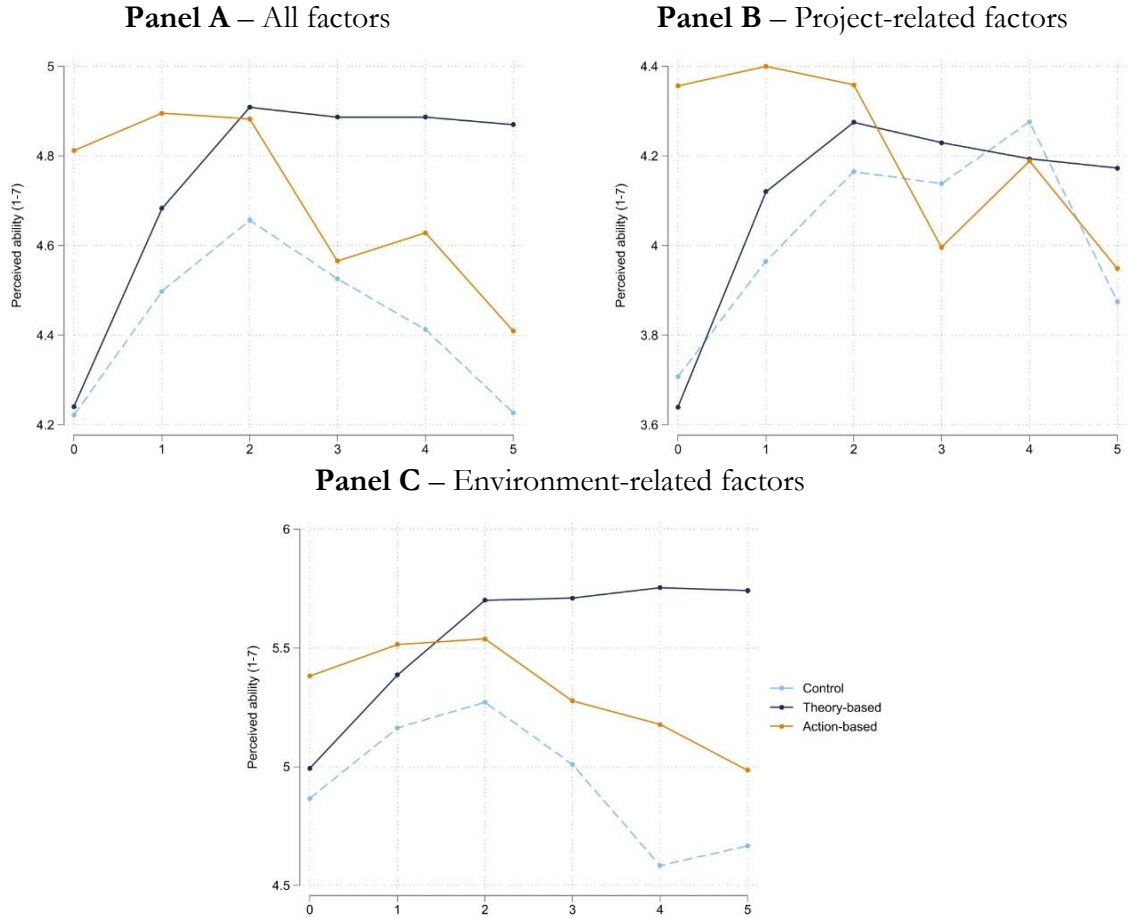 Panel A – All factors
Perceived ability (1-7)
5
4.8
4.6
4.4
4.2
0 1 2 3 4 5
Panel B – Project-related factors
Perceived ability (1-7)
4.4
4.2
4
3.8
3.6
0 1 2 3 4 5
Panel C – Environment-related factors
Perceived ability (1-7)
6
5.5
5
4.5
0 1 2 3 4 5
Control
Theory-based
Action-based